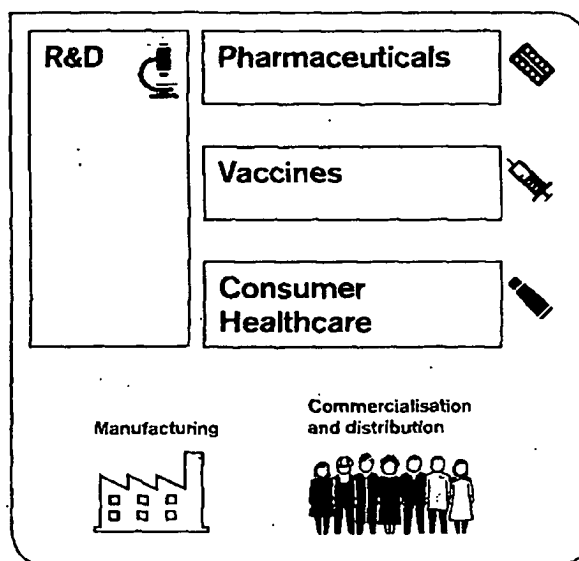 R&D
Pharmaceuticals
Vaccines
Consumer
Healthcare
Manufacturing
Commercialisation
and distribution